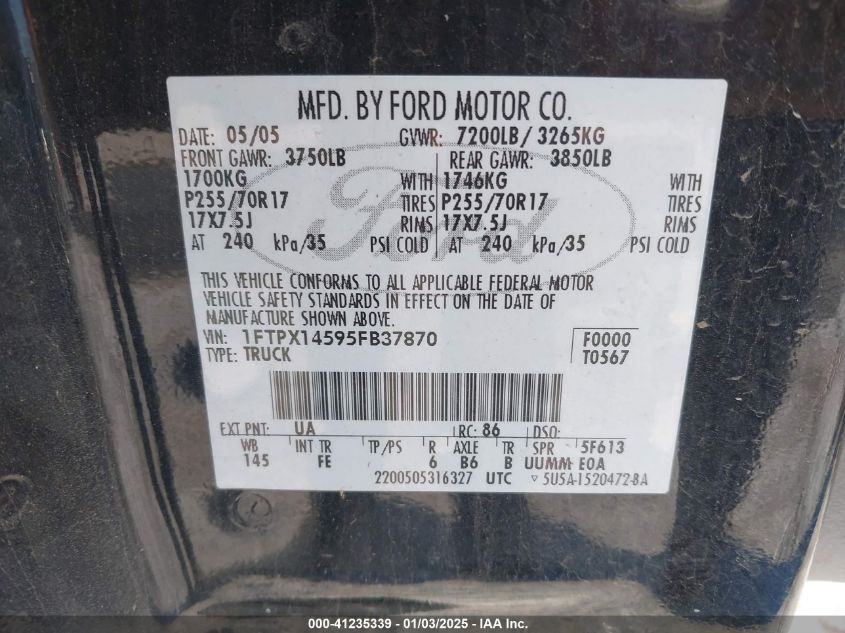 MFD. BY FORD MOTOR CO.
DATE: 05/05 GVWR: 7200LB/ 3265KG
FRONT GAWR: 3750LB REAR GAWR: 3850LB
1700KG WITH 1746KG WITH
P255/70R17 TIRES P255/70R17 TIRES
17X7.5J RIMS 17X7.5J RIMS
AT 240 kPa/35 PSI COLD AT 240 kPa/35 PSI COLD
Ford
THIS VEHICLE CONFORMS TO ALL APPLICABLE FEDERAL MOTOR
VEHICLE SAFETY STANDARDS IN EFFECT ON THE DATE OF
MANUFACTURE SHOWN ABOVE.
VIN: 1FTPX14595FB37870 F0000
TYPE: TRUCK T0567
EXT PNT: UA RC: 86 DSO:
WB INT TR TP/PS R AXLE TR SPR 5F613
145 FE 6 B6 B UUMM EOA
2200505316327 UTC ▽ 5U5A-1520472-BA
000-41235339 - 01/03/2025 - IAA Inc.